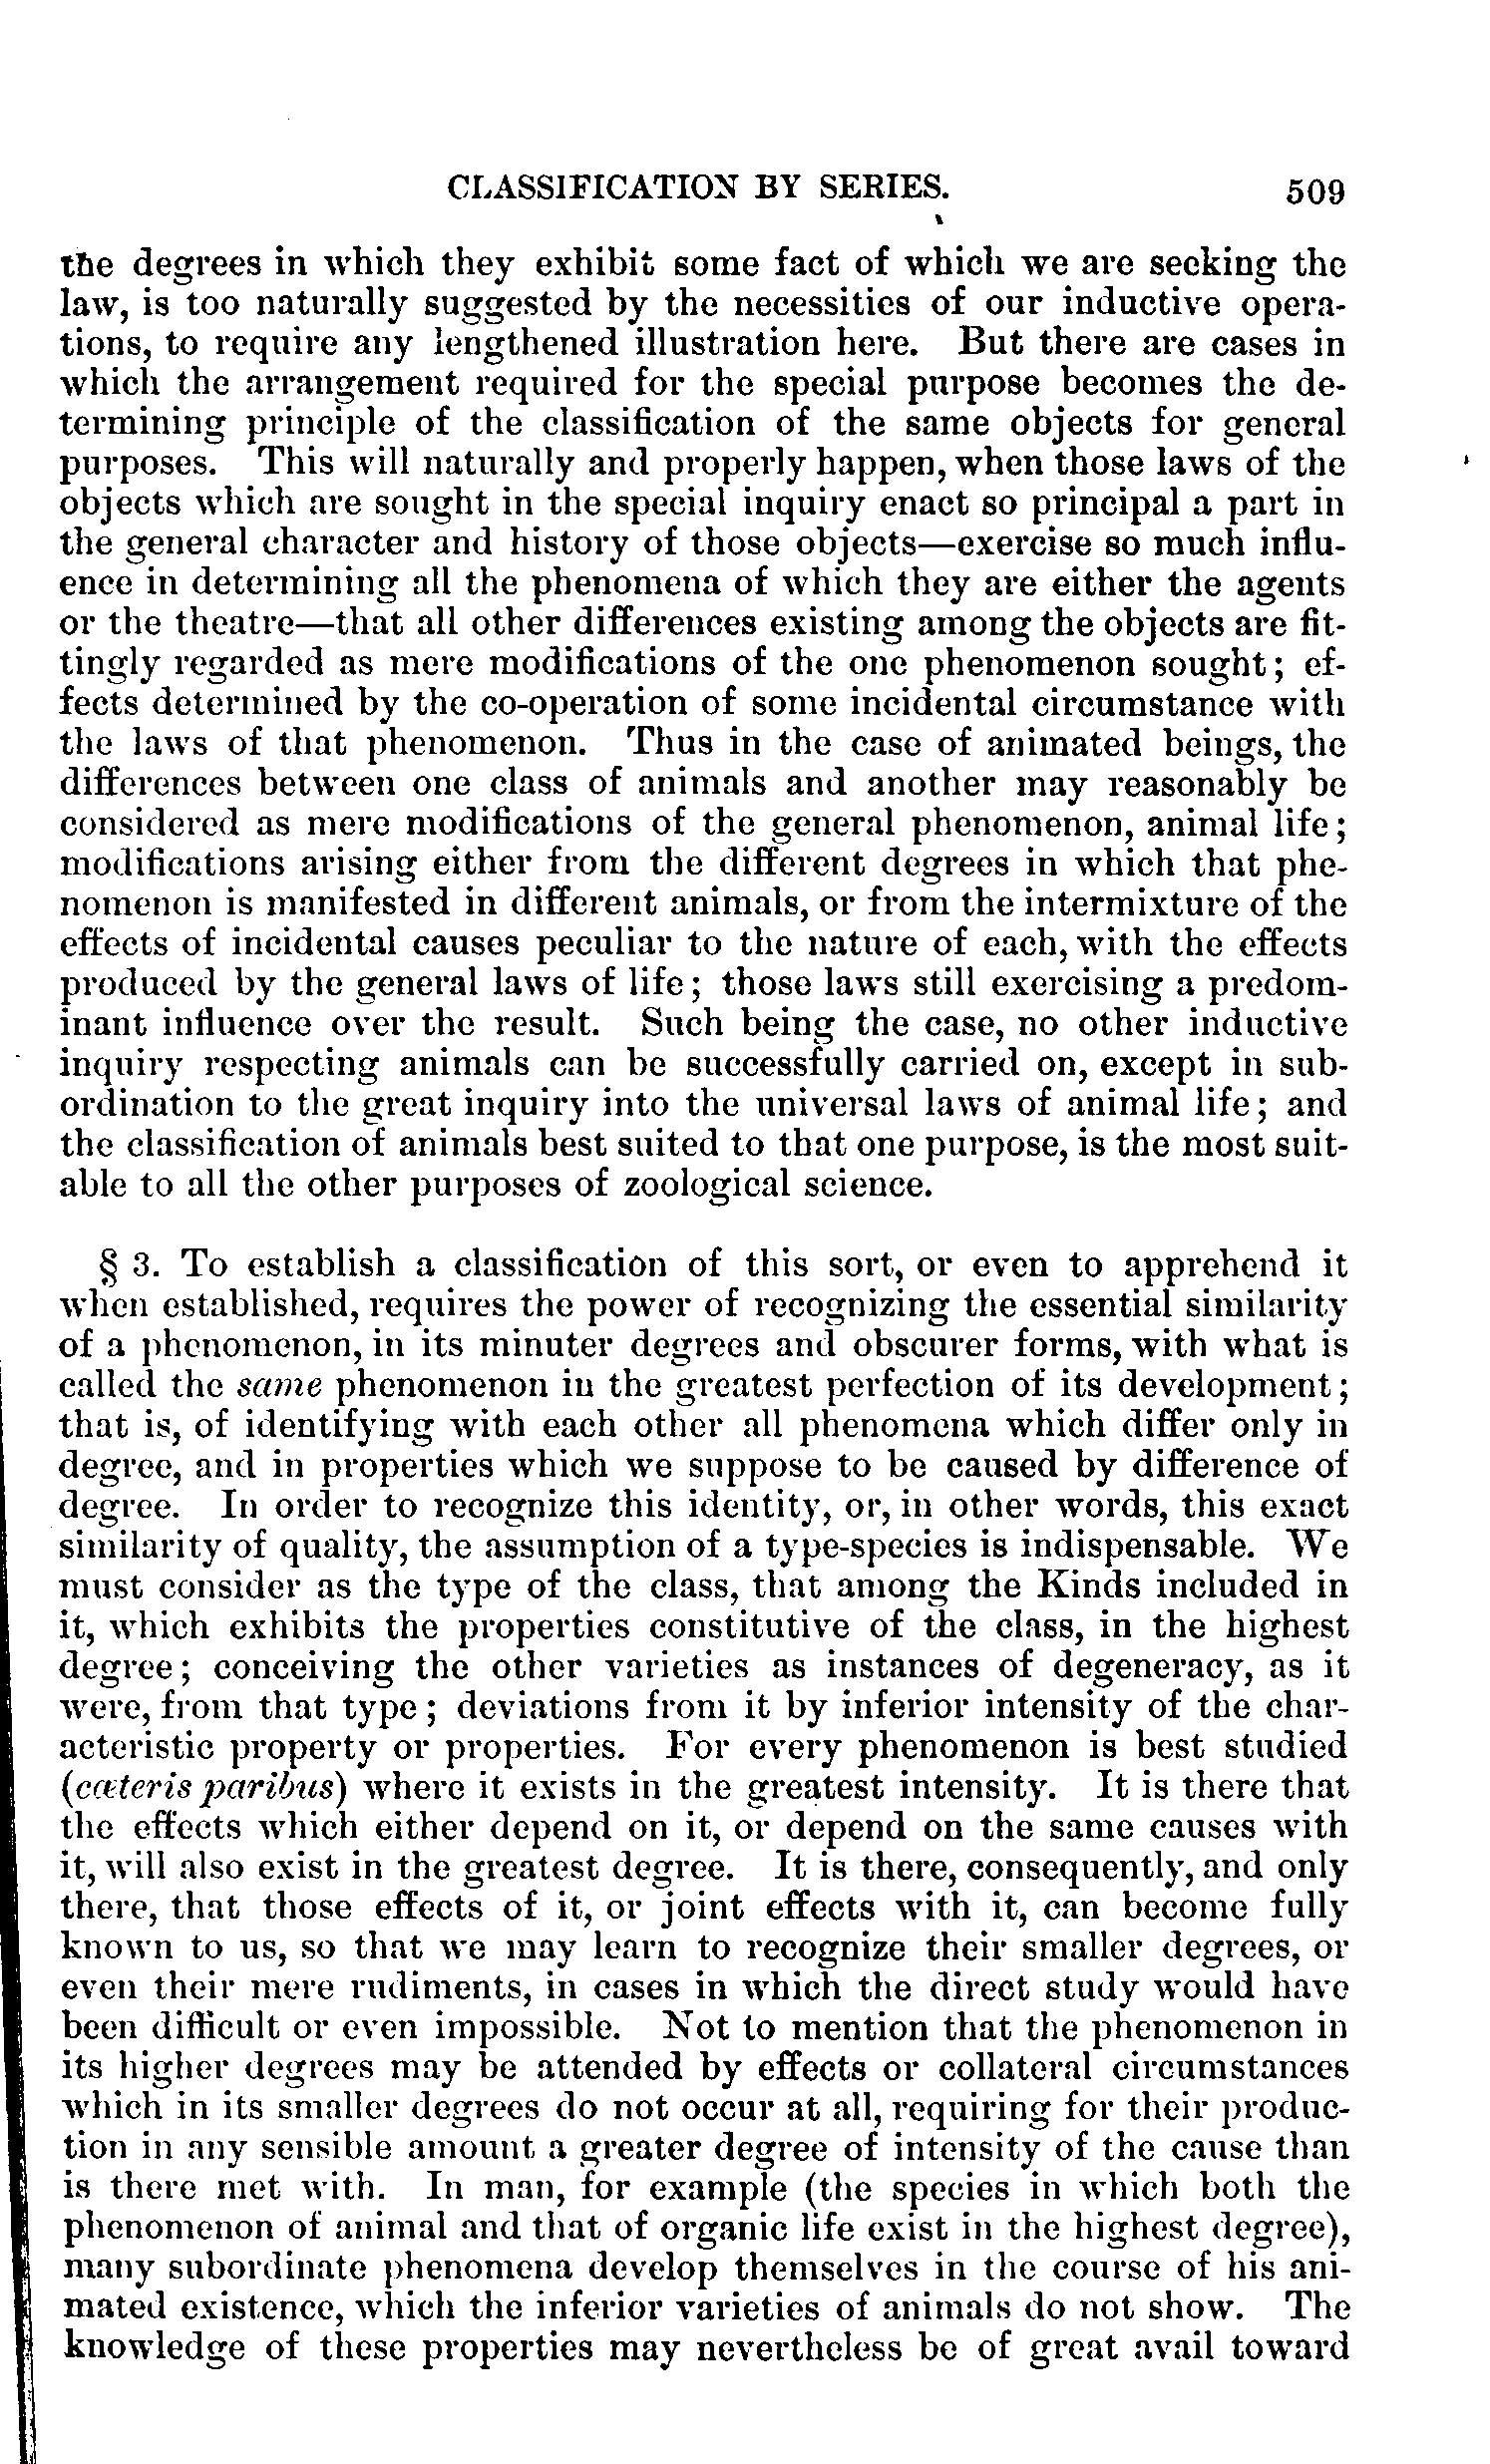 CLASSIFICATION BY SERIES. 509
the degrees in which they exhibit some fact of which we are seeking the
law, is too naturally suggested by the necessities of our inductive opera-
tions, to require any lengthened illustration here. But there are cases in
which the arrangement required for the special purpose becomes the de-
termining principle of the classification of the same objects for general
purposes. This will naturally and properly happen, when those laws of the
objects which are sought in the special inquiry enact so principal a part in
the general character and history of those objects—exercise so much influ-
ence in determining all the phenomena of which they are either the agents
or the theatre—that all other differences existing among the objects are fit-
tingly regarded as mere modifications of the one phenomenon sought; ef-
fects determined by the co-operation of some incidental circumstance with
the laws of that phenomenon. Thus in the case of animated beings, the
differences between one class of animals and another may reasonably be
considered as mere modifications of the general phenomenon, animal life;
modifications arising either from the different degrees in which that phe-
nomenon is manifested in different animals, or from the intermixture of the
effects of incidental causes peculiar to the nature of each, with the effects
produced by the general laws of life; those laws still exercising a predom-
inant influence over the result. Such being the case, no other inductive
inquiry respecting animals can be successfully carried on, except in sub-
ordination to the great inquiry into the universal laws of animal life; and
the classification of animals best suited to that one purpose, is the most suit-
able to all the other purposes of zoological science.
§ 3. To establish a classification of this sort, or even to apprehend it
when established, requires the power of recognizing the essential similarity
of a phenomenon, in its minuter degrees and obscurer forms, with what is
called the same phenomenon in the greatest perfection of its development;
that is, of identifying with each other all phenomena which differ only in
degree, and in properties which we suppose to be caused by difference of
degree. In order to recognize this identity, or, in other words, this exact
similarity of quality, the assumption of a type-species is indispensable. We
must consider as the type of the class, that among the Kinds included in
it, which exhibits the properties constitutive of the class, in the highest
degree; conceiving the other varieties as instances of degeneracy, as it
were, from that type; deviations from it by inferior intensity of the char-
acteristic property or properties. For every phenomenon is best studied
(cæteris paribus) where it exists in the greatest intensity. It is there that
the effects which either depend on it, or depend on the same causes with
it, will also exist in the greatest degree. It is there, consequently, and only
there, that those effects of it, or joint effects with it, can become fully
known to us, so that we may learn to recognize their smaller degrees, or
even their mere rudiments, in cases in which the direct study would have
been difficult or even impossible. Not to mention that the phenomenon in
its higher degrees may be attended by effects or collateral circumstances
which in its smaller degrees do not occur at all, requiring for their produc-
tion in any sensible amount a greater degree of intensity of the cause than
is there met with. In man, for example (the species in which both the
phenomenon of animal and that of organic life exist in the highest degree),
many subordinate phenomena develop themselves in the course of his ani-
mated existence, which the inferior varieties of animals do not show. The
knowledge of these properties may nevertheless be of great avail toward